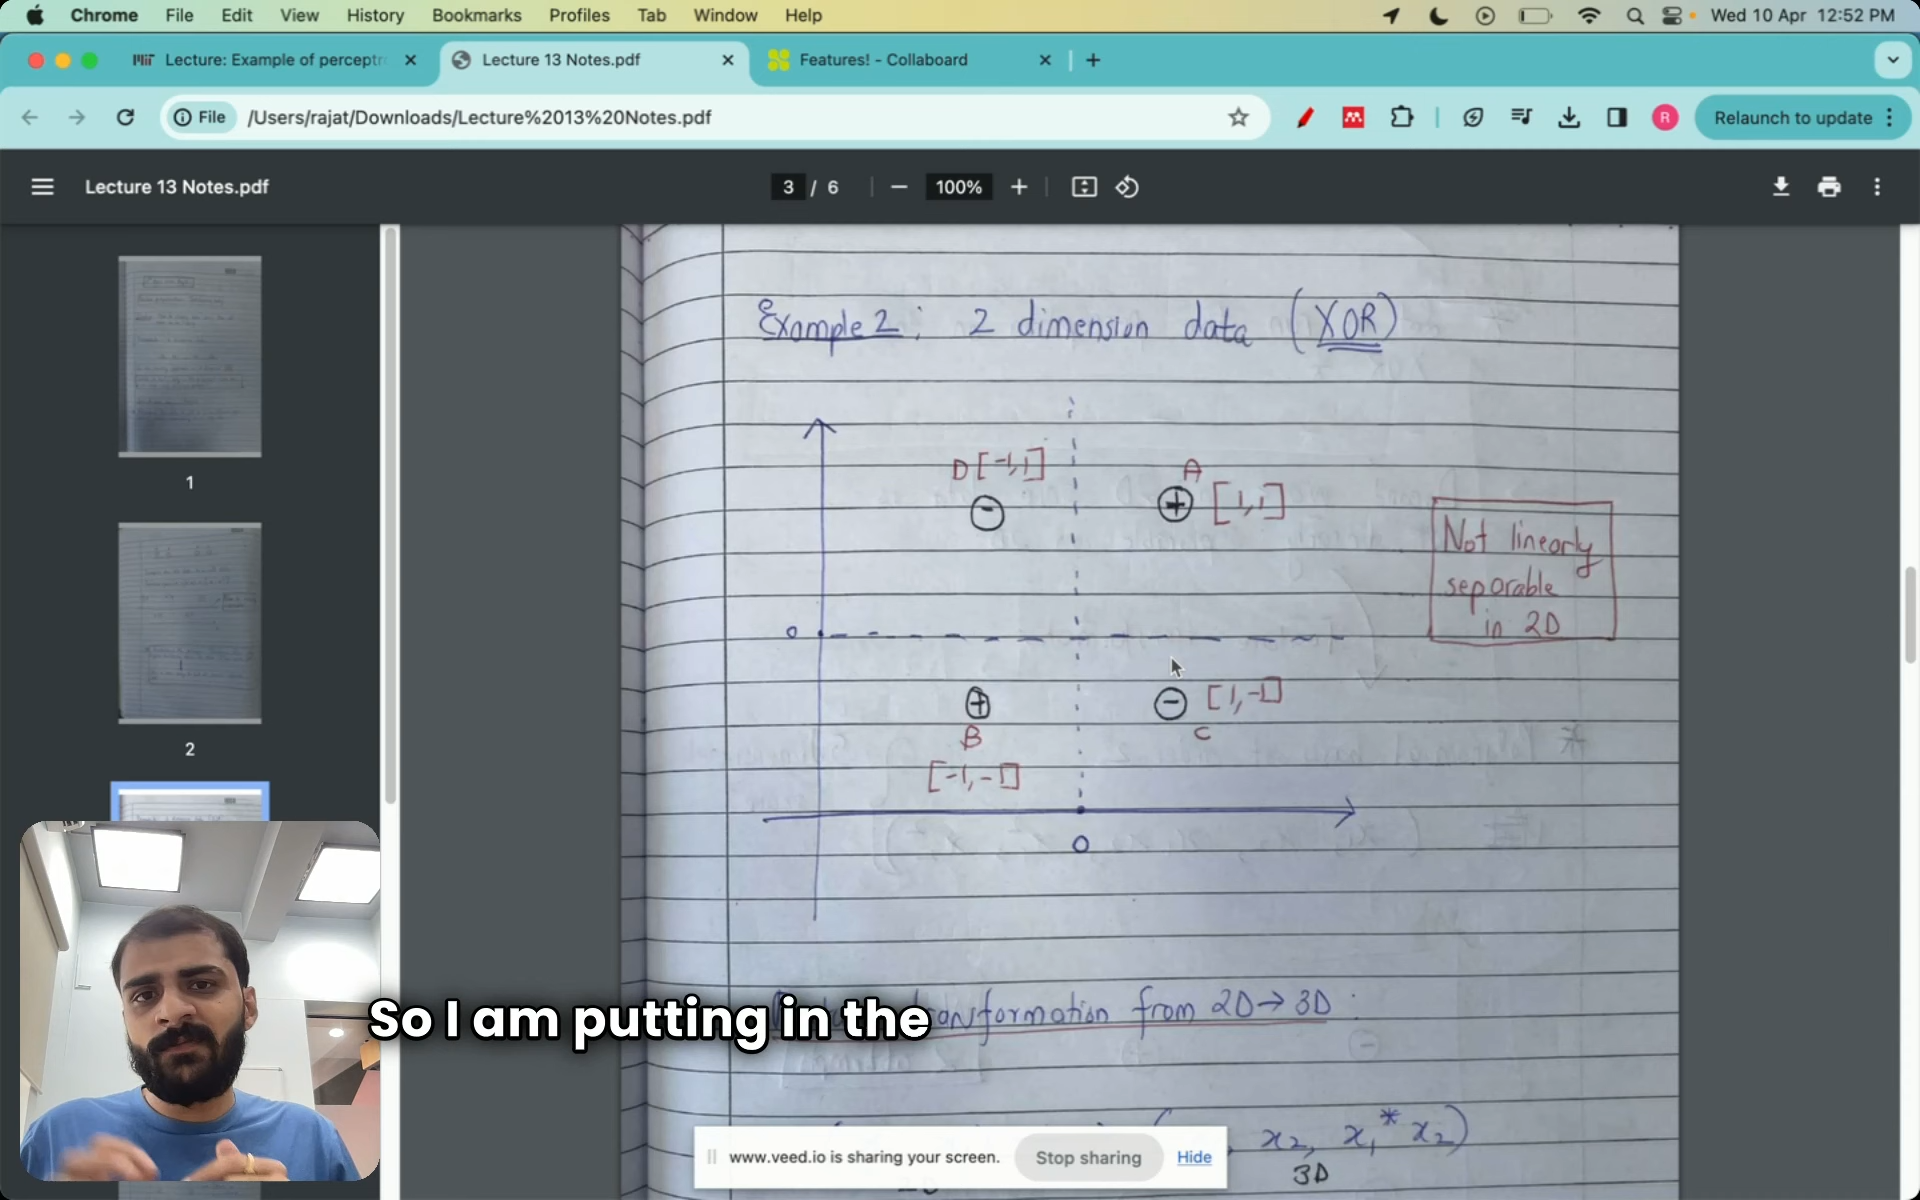 Chrome File Edit View History Bookmarks Profiles Tab Window Help Wed 10 Apr 12:52 PM
Lecture: Example of perceptr Lecture 13 Notes.pdf Features! - Collaboard
File /Users/rajat/Downloads/Lecture%2013%20Notes.pdf R Relaunch to update
Lecture 13 Notes.pdf 3 / 6 100%
1
2
Example 2: 2 dimension data (XOR)
D [-1,1]
-
A
+ [1,1]
Not linearly
separable
in 2D
0
+
B
[-1,-1]
- [1,-1]
C
0
ansformation from 2D → 3D :
So I am putting in the
, x2, x1* x2)
3D
www.veed.io is sharing your screen. Stop sharing Hide